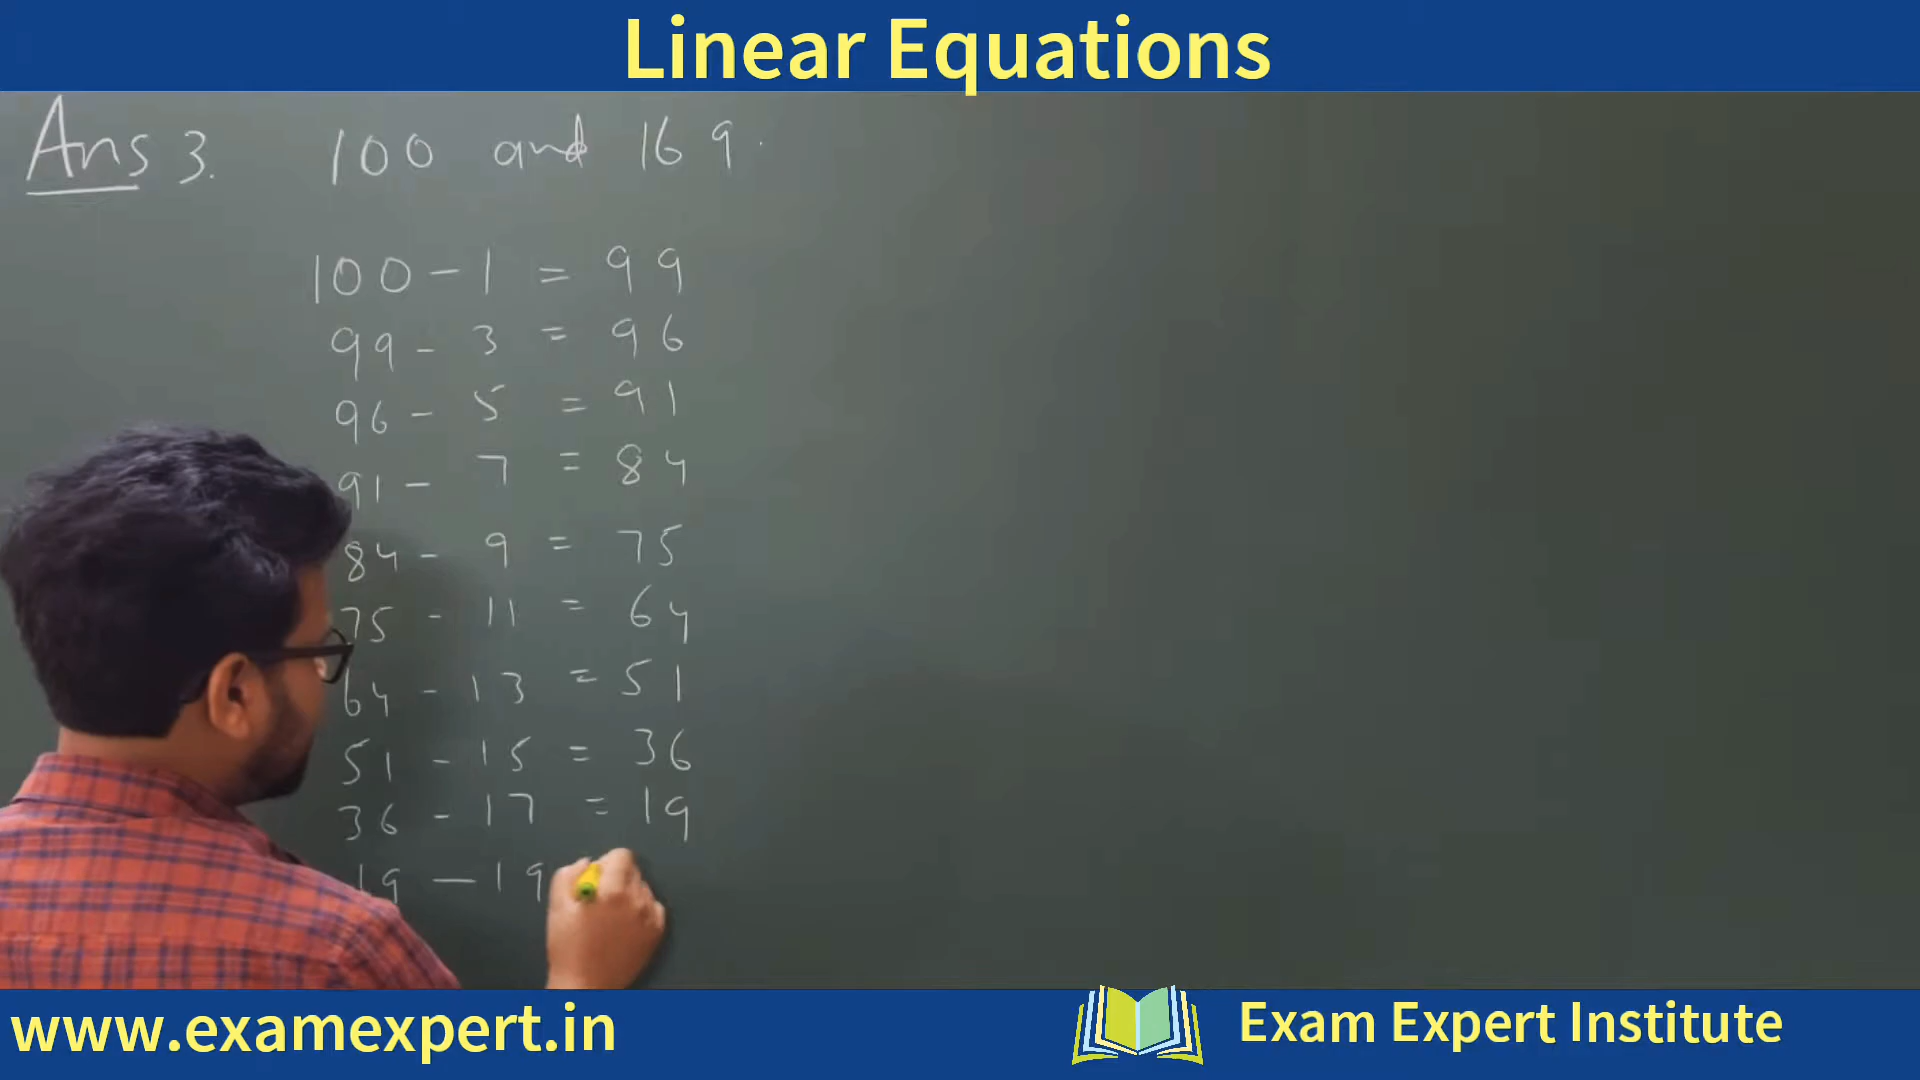 Linear Equations
Ans 3. 100 and 169.
100 - 1 = 99
99 - 3 = 96
96 - 5 = 91
91 - 7 = 84
84 - 9 = 75
75 - 11 = 64
64 - 13 = 51
51 - 15 = 36
36 - 17 = 19
19 - 19
www.examexpert.in
Exam Expert Institute